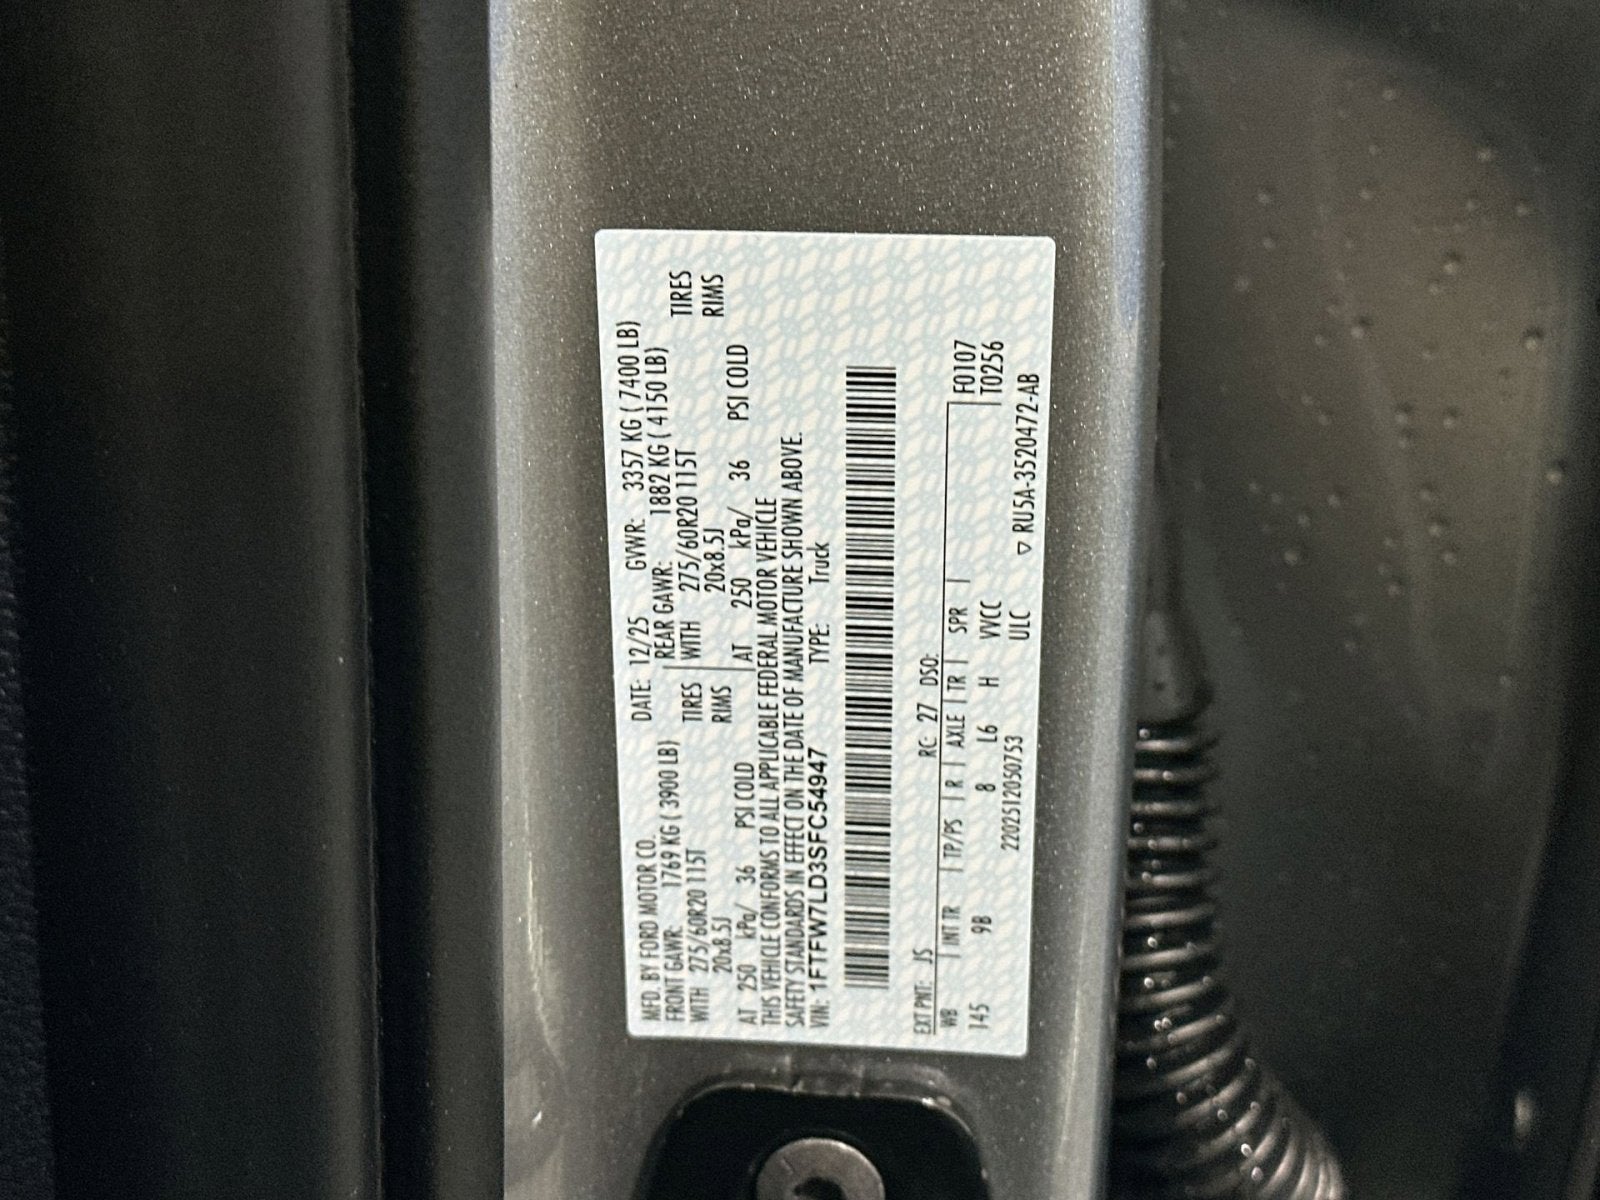 MFD. BY FORD MOTOR CO. DATE: 12/25 GVWR: 3357 KG ( 7400 LB)
FRONT GAWR: 1769 KG ( 3900 LB) REAR GAWR: 1882 KG ( 4150 LB)
WITH 275/60R20 115T TIRES WITH 275/60R20 115T TIRES
20x8.5J RIMS 20x8.5J RIMS
AT 250 kPa/ 36 PSI COLD AT 250 kPa/ 36 PSI COLD
THIS VEHICLE CONFORMS TO ALL APPLICABLE FEDERAL MOTOR VEHICLE
SAFETY STANDARDS IN EFFECT ON THE DATE OF MANUFACTURE SHOWN ABOVE.
VIN: 1FTFW7LD3SFC54947 TYPE: Truck
EXT PNT: JS RC: 27 DSO: F0107
WB INT TR TP/PS R AXLE TR SPR T0256
145 9B 8 L6 H VVCC
2202512050753 ULC ▽ RU5A-3520472-AB